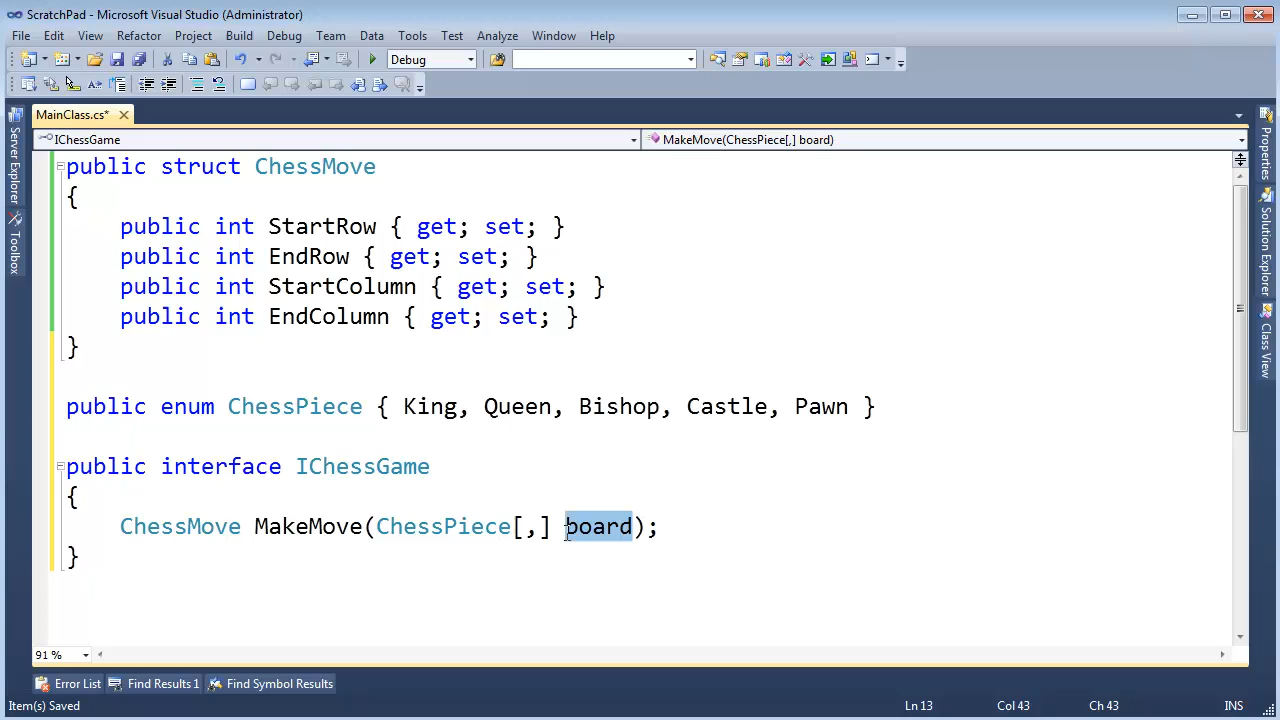 ScratchPad - Microsoft Visual Studio (Administrator)
File Edit View Refactor Project Build Debug Team Data Tools Test Analyze Window Help
Debug
MainClass.cs*
IChessGame
MakeMove(ChessPiece[,] board)
Server Explorer
Toolbox
public struct ChessMove
{
public int StartRow { get; set; }
public int EndRow { get; set; }
public int StartColumn { get; set; }
public int EndColumn { get; set; }
}
public enum ChessPiece { King, Queen, Bishop, Castle, Pawn }
public interface IChessGame
{
ChessMove MakeMove(ChessPiece[,] board);
}
Properties
Solution Explorer
Class View
91 %
Error List Find Results 1 Find Symbol Results
Item(s) Saved Ln 13 Col 43 Ch 43 INS